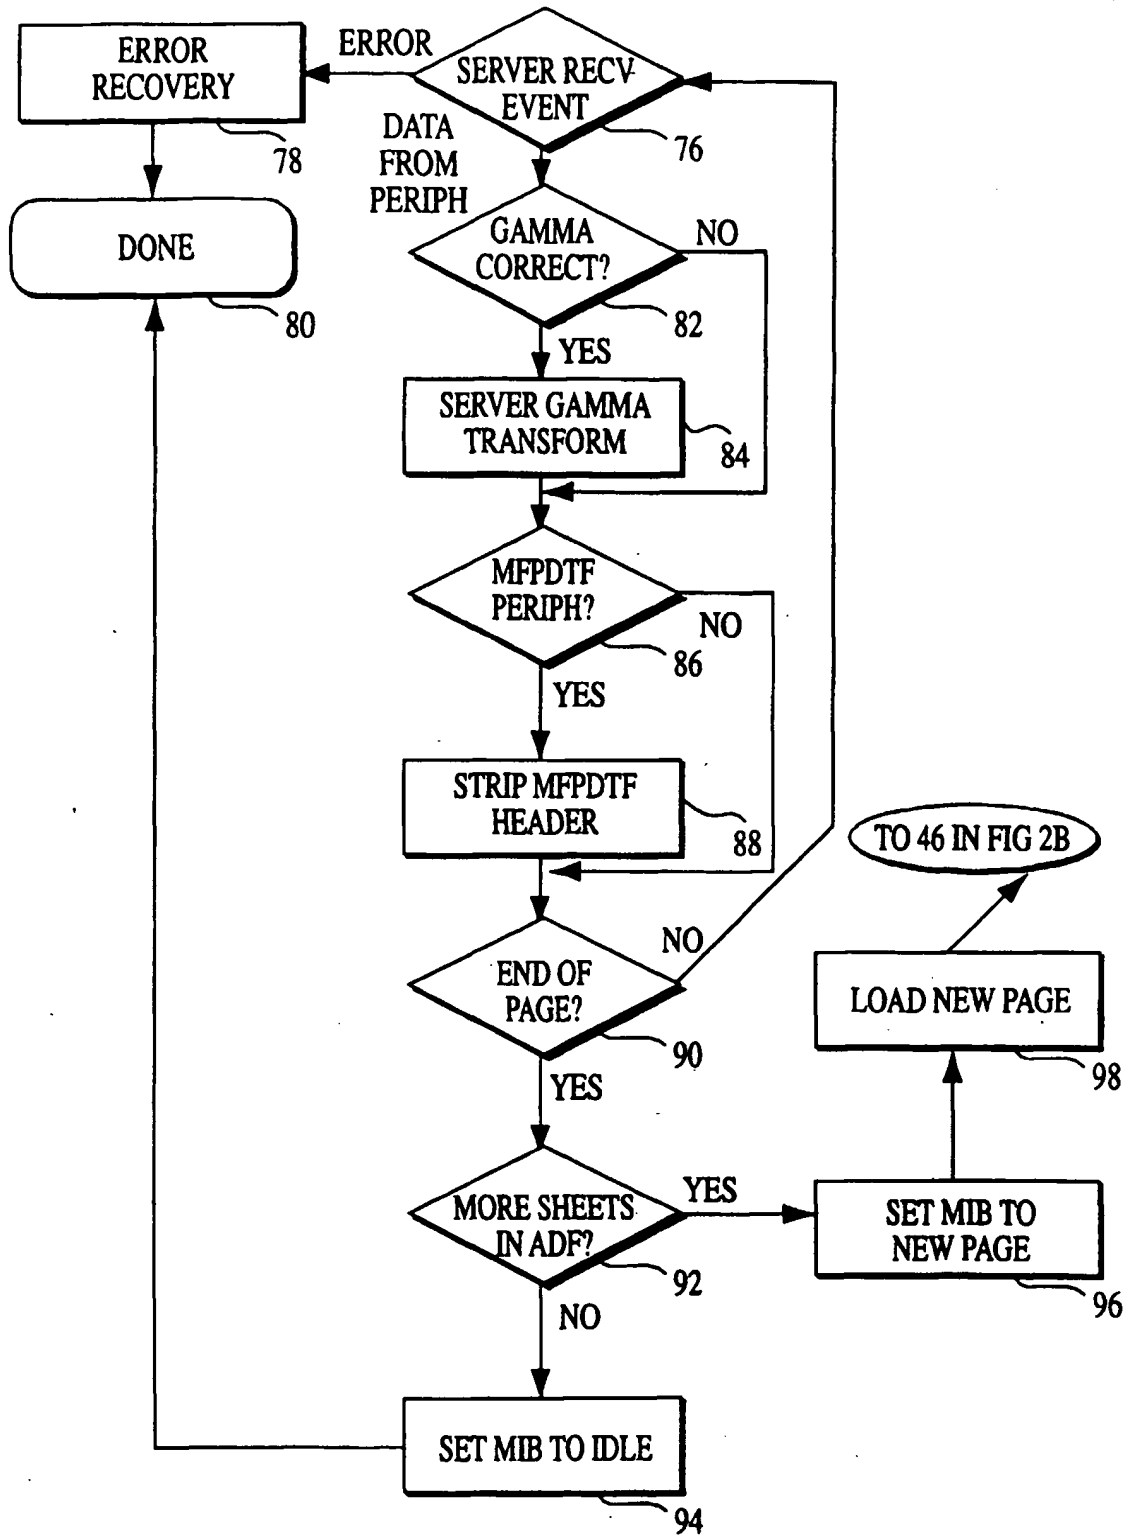 ERROR
RECOVERY
78
ERROR
SERVER RECV
EVENT
76
DATA
FROM
PERIPH
DONE
80
GAMMA
CORRECT?
NO
82
YES
SERVER GAMMA
TRANSFORM
84
MFPDTF
PERIPH?
NO
86
YES
STRIP MFPDTF
HEADER
88
TO 46 IN FIG 2B
NO
END OF
PAGE?
90
LOAD NEW PAGE
98
YES
MORE SHEETS
IN ADF?
YES
92
SET MIB TO
NEW PAGE
96
NO
SET MIB TO IDLE
94